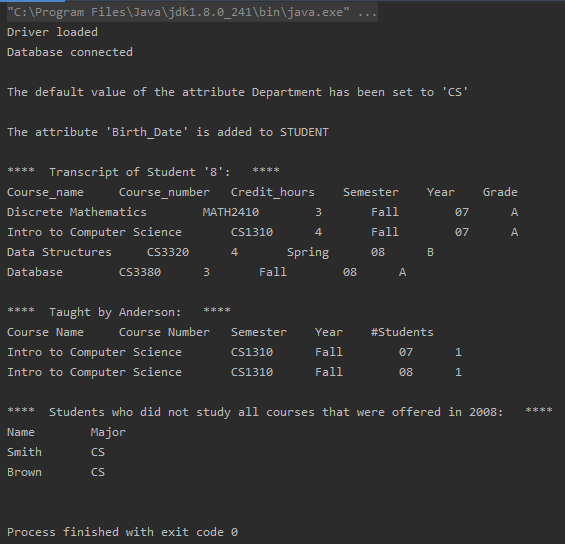 "C:\Program Files\Java\jdk1.8.0_241\bin\java.exe" ...
Driver loaded
Database connected
The default value of the attribute Department has been set to 'CS'
The attribute 'Birth_Date' is added to STUDENT
**** Transcript of Student '8': ****
Course_name Course_number Credit_hours Semester Year Grade
Discrete Mathematics MATH2410 3 Fall 07 A
Intro to Computer Science CS1310 4 Fall 07 A
Data Structures CS3320 4 Spring 08 B
Database CS3380 3 Fall 08 A
**** Taught by Anderson: ****
Course Name Course Number Semester Year #Students
Intro to Computer Science CS1310 Fall 07 1
Intro to Computer Science CS1310 Fall 08 1
**** Students who did not study all courses that were offered in 2008: ****
Name Major
Smith CS
Brown CS
Process finished with exit code 0